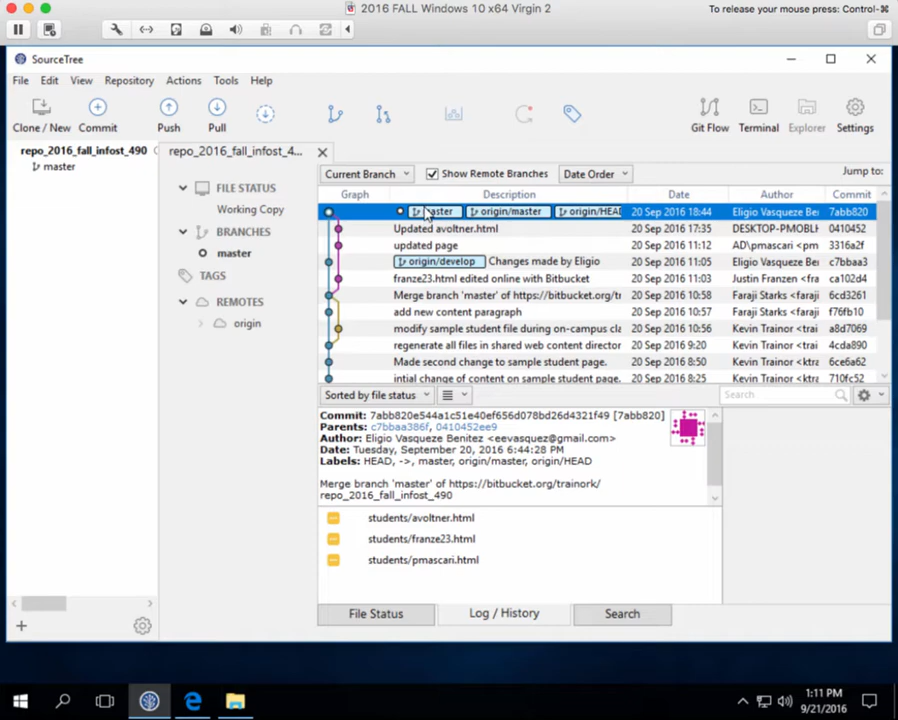 2016 FALL Windows 10 x64 Virgin 2
To release your mouse press: Control-⌘
SourceTree
File Edit View Repository Actions Tools Help
Clone / New Commit Push Pull Git Flow Terminal Explorer Settings
repo_2016_fall_infost_490
master
repo_2016_fall_infost_4...
FILE STATUS
Working Copy
BRANCHES
master
TAGS
REMOTES
origin
Current Branch Show Remote Branches Date Order Jump to:
Graph Description Date Author Commit
master origin/master origin/HEAD 20 Sep 2016 18:44 Eligio Vasqueze Ben 7abb820
Updated avoltner.html 20 Sep 2016 17:35 DESKTOP-PMOBLH 0410452
updated page 20 Sep 2016 11:12 AD\pmascari <pm 3316a2f
origin/develop Changes made by Eligio 20 Sep 2016 11:05 Eligio Vasqueze Ben c7bbaa3
franze23.html edited online with Bitbucket 20 Sep 2016 11:03 Justin Franzen <fra ca102d4
Merge branch 'master' of https://bitbucket.org/tr 20 Sep 2016 10:58 Faraji Starks <faraji 6cd3261
add new content paragraph 20 Sep 2016 10:57 Faraji Starks <faraji f76fb10
modify sample student file during on-campus cla 20 Sep 2016 10:56 Kevin Trainor <ktra a8d7069
regenerate all files in shared web content director 20 Sep 2016 9:20 Kevin Trainor <trai 4cda890
Made second change to sample student page. 20 Sep 2016 8:50 Kevin Trainor <ktra 6ce6a62
intial change of content on sample student page. 20 Sep 2016 8:25 Kevin Trainor <ktra 710fc52
Sorted by file status Search
Commit: 7abb820e544a1c51e40ef656d078bd26d4321f49 [7abb820]
Parents: c7bbaa386f, 0410452ee9
Author: Eligio Vasqueze Benitez <eevasquez@gmail.com>
Date: Tuesday, September 20, 2016 6:44:28 PM
Labels: HEAD, ->, master, origin/master, origin/HEAD
Merge branch 'master' of https://bitbucket.org/trainork/
repo_2016_fall_infost_490
students/avoltner.html
students/franze23.html
students/pmascari.html
File Status Log / History Search
1:11 PM
9/21/2016